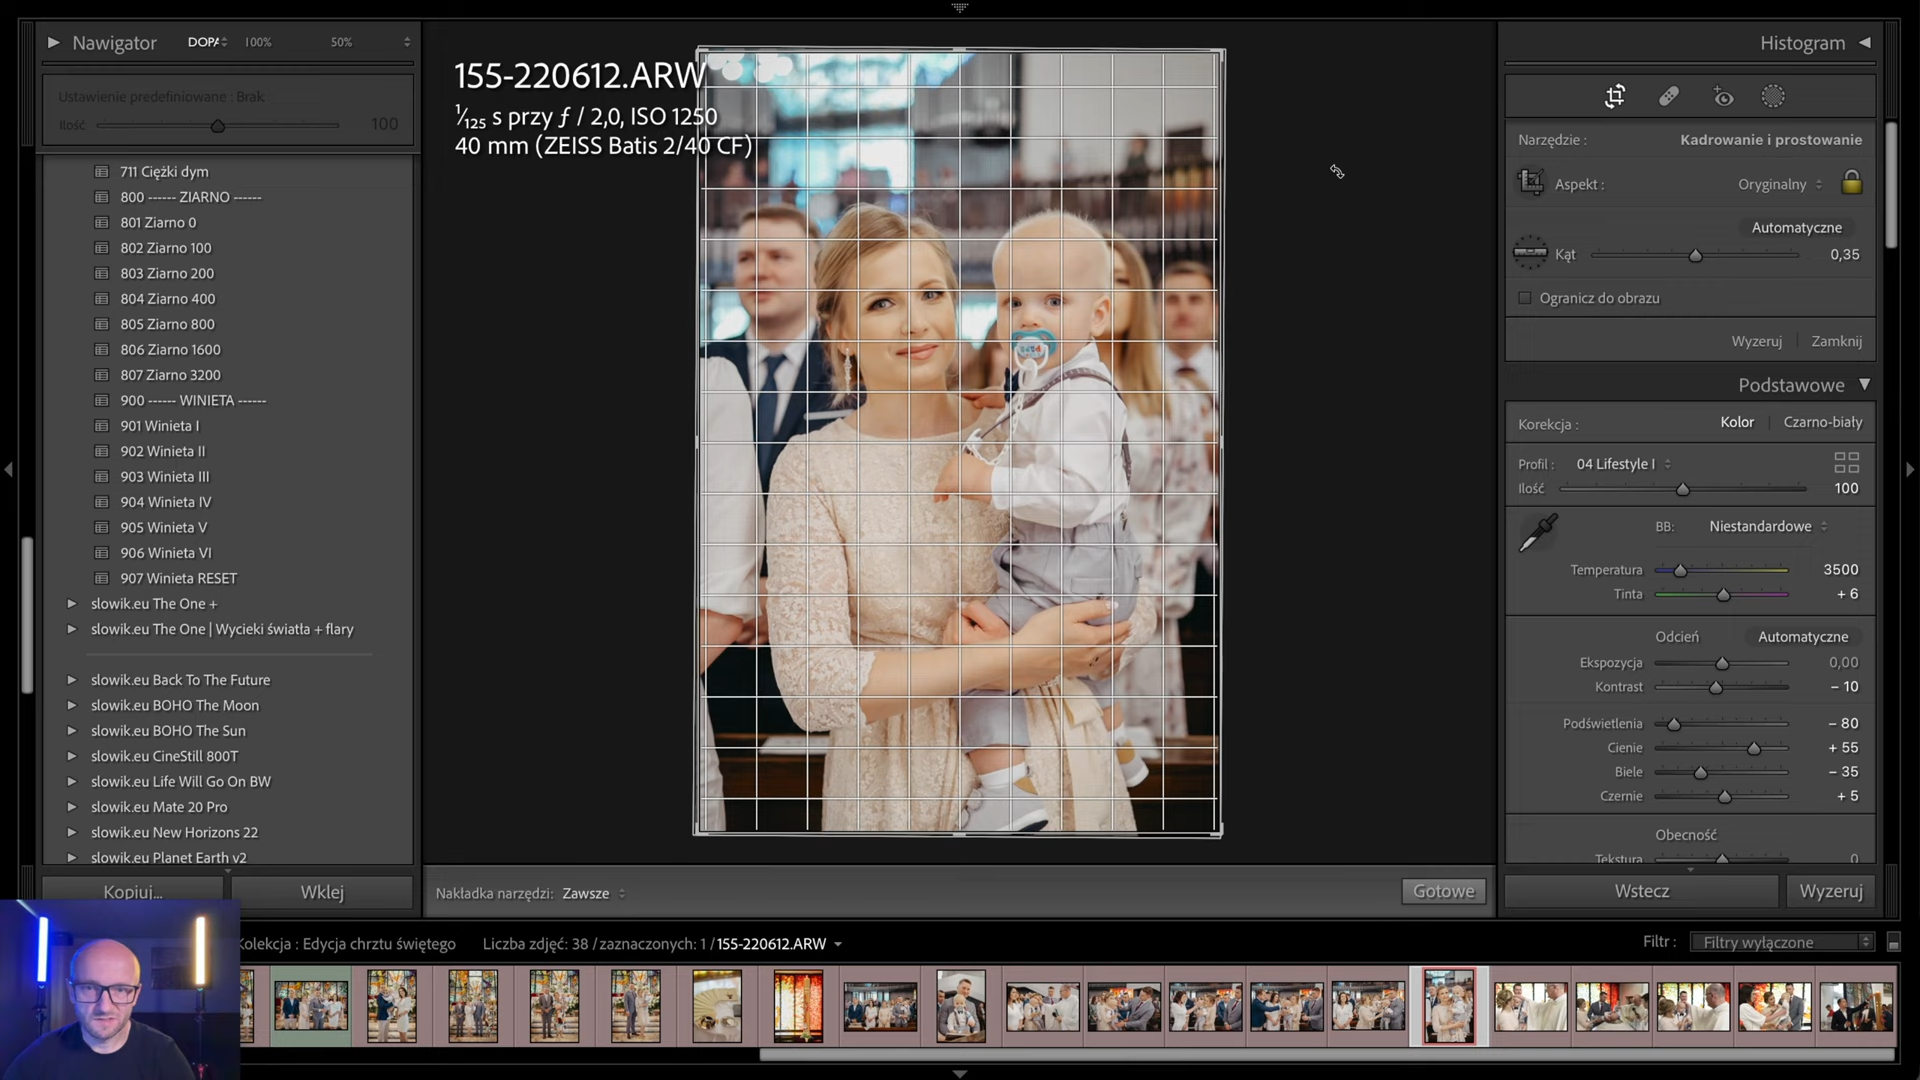 Nawigator DOPA 100% 50%
Ustawienie predefiniowane : Brak
Ilość 100
711 Ciężki dym
800 ------ ZIARNO ------
801 Ziarno 0
802 Ziarno 100
803 Ziarno 200
804 Ziarno 400
805 Ziarno 800
806 Ziarno 1600
807 Ziarno 3200
900 ------ WINIETA ------
901 Winieta I
902 Winieta II
903 Winieta III
904 Winieta IV
905 Winieta V
906 Winieta VI
907 Winieta RESET
slowik.eu The One +
slowik.eu The One | Wycieki światła + flary
slowik.eu Back To The Future
slowik.eu BOHO The Moon
slowik.eu BOHO The Sun
slowik.eu CineStill 800T
slowik.eu Life Will Go On BW
slowik.eu Mate 20 Pro
slowik.eu New Horizons 22
slowik.eu Planet Earth v2
Kopiuj... Wklej
155-220612.ARW
1/125 s przy ƒ / 2,0, ISO 1250
40 mm (ZEISS Batis 2/40 CF)
Nakładka narzędzi: Zawsze
Gotowe
Histogram
Narzędzie : Kadrowanie i prostowanie
Aspekt : Oryginalny
Automatyczne
Kąt 0,35
Ogranicz do obrazu
Wyzeruj | Zamknij
Podstawowe
Korekcja : Kolor | Czarno-biały
Profil : 04 Lifestyle I
Ilość 100
BB: Niestandardowe
Temperatura 3500
Tinta + 6
Odcień Automatyczne
Ekspozycja 0,00
Kontrast – 10
Podświetlenia – 80
Cienie + 55
Biele – 35
Czernie + 5
Obecność
Tekstura 0
Wstecz Wyzeruj
Kolekcja : Edycja chrztu świętego Liczba zdjęć: 38 / zaznaczonych: 1 / 155-220612.ARW
Filtr : Filtry wyłączone